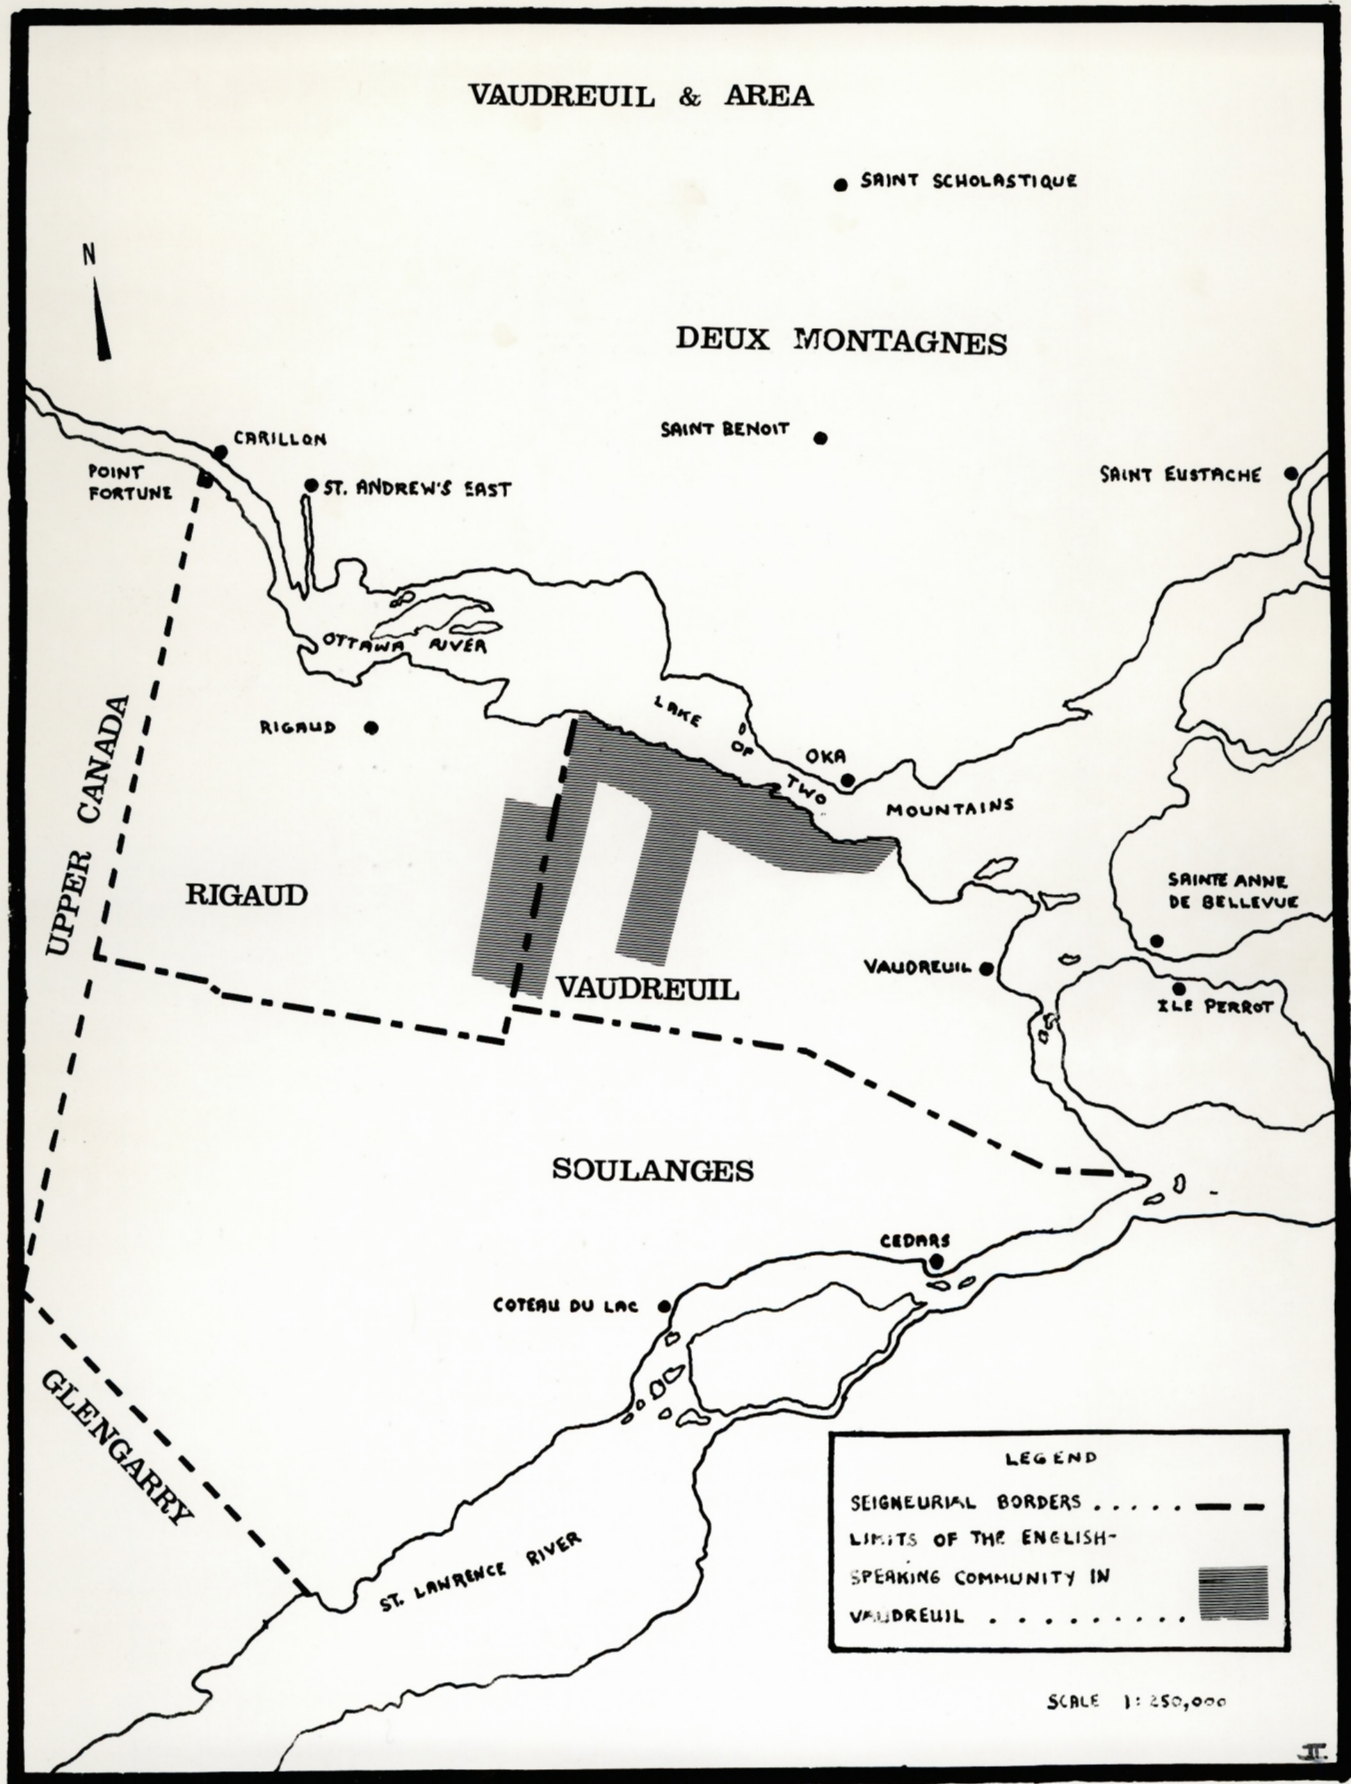 VAUDREUIL & AREA
SAINT SCHOLASTIQUE
N
DEUX MONTAGNES
SAINT BENOIT
CARILLON
SAINT EUSTACHE
POINT
FORTUNE
ST. ANDREW'S EAST
OTTAWA RIVER
LAKE
OF
TWO
MOUNTAINS
RIGAUD
OKA
UPPER CANADA
RIGAUD
SAINTE ANNE
DE BELLEVUE
VAUDREUIL
VAUDREUIL
ILE PERROT
SOULANGES
CEDARS
COTEAU DU LAC
GLENGARRY
ST. LAWRENCE RIVER
LEGEND
SEIGNEURIAL BORDERS . . . . .
LIMITS OF THE ENGLISH-
SPEAKING COMMUNITY IN
VAUDREUIL . . . . . . . . .
SCALE 1: 250,000
II.